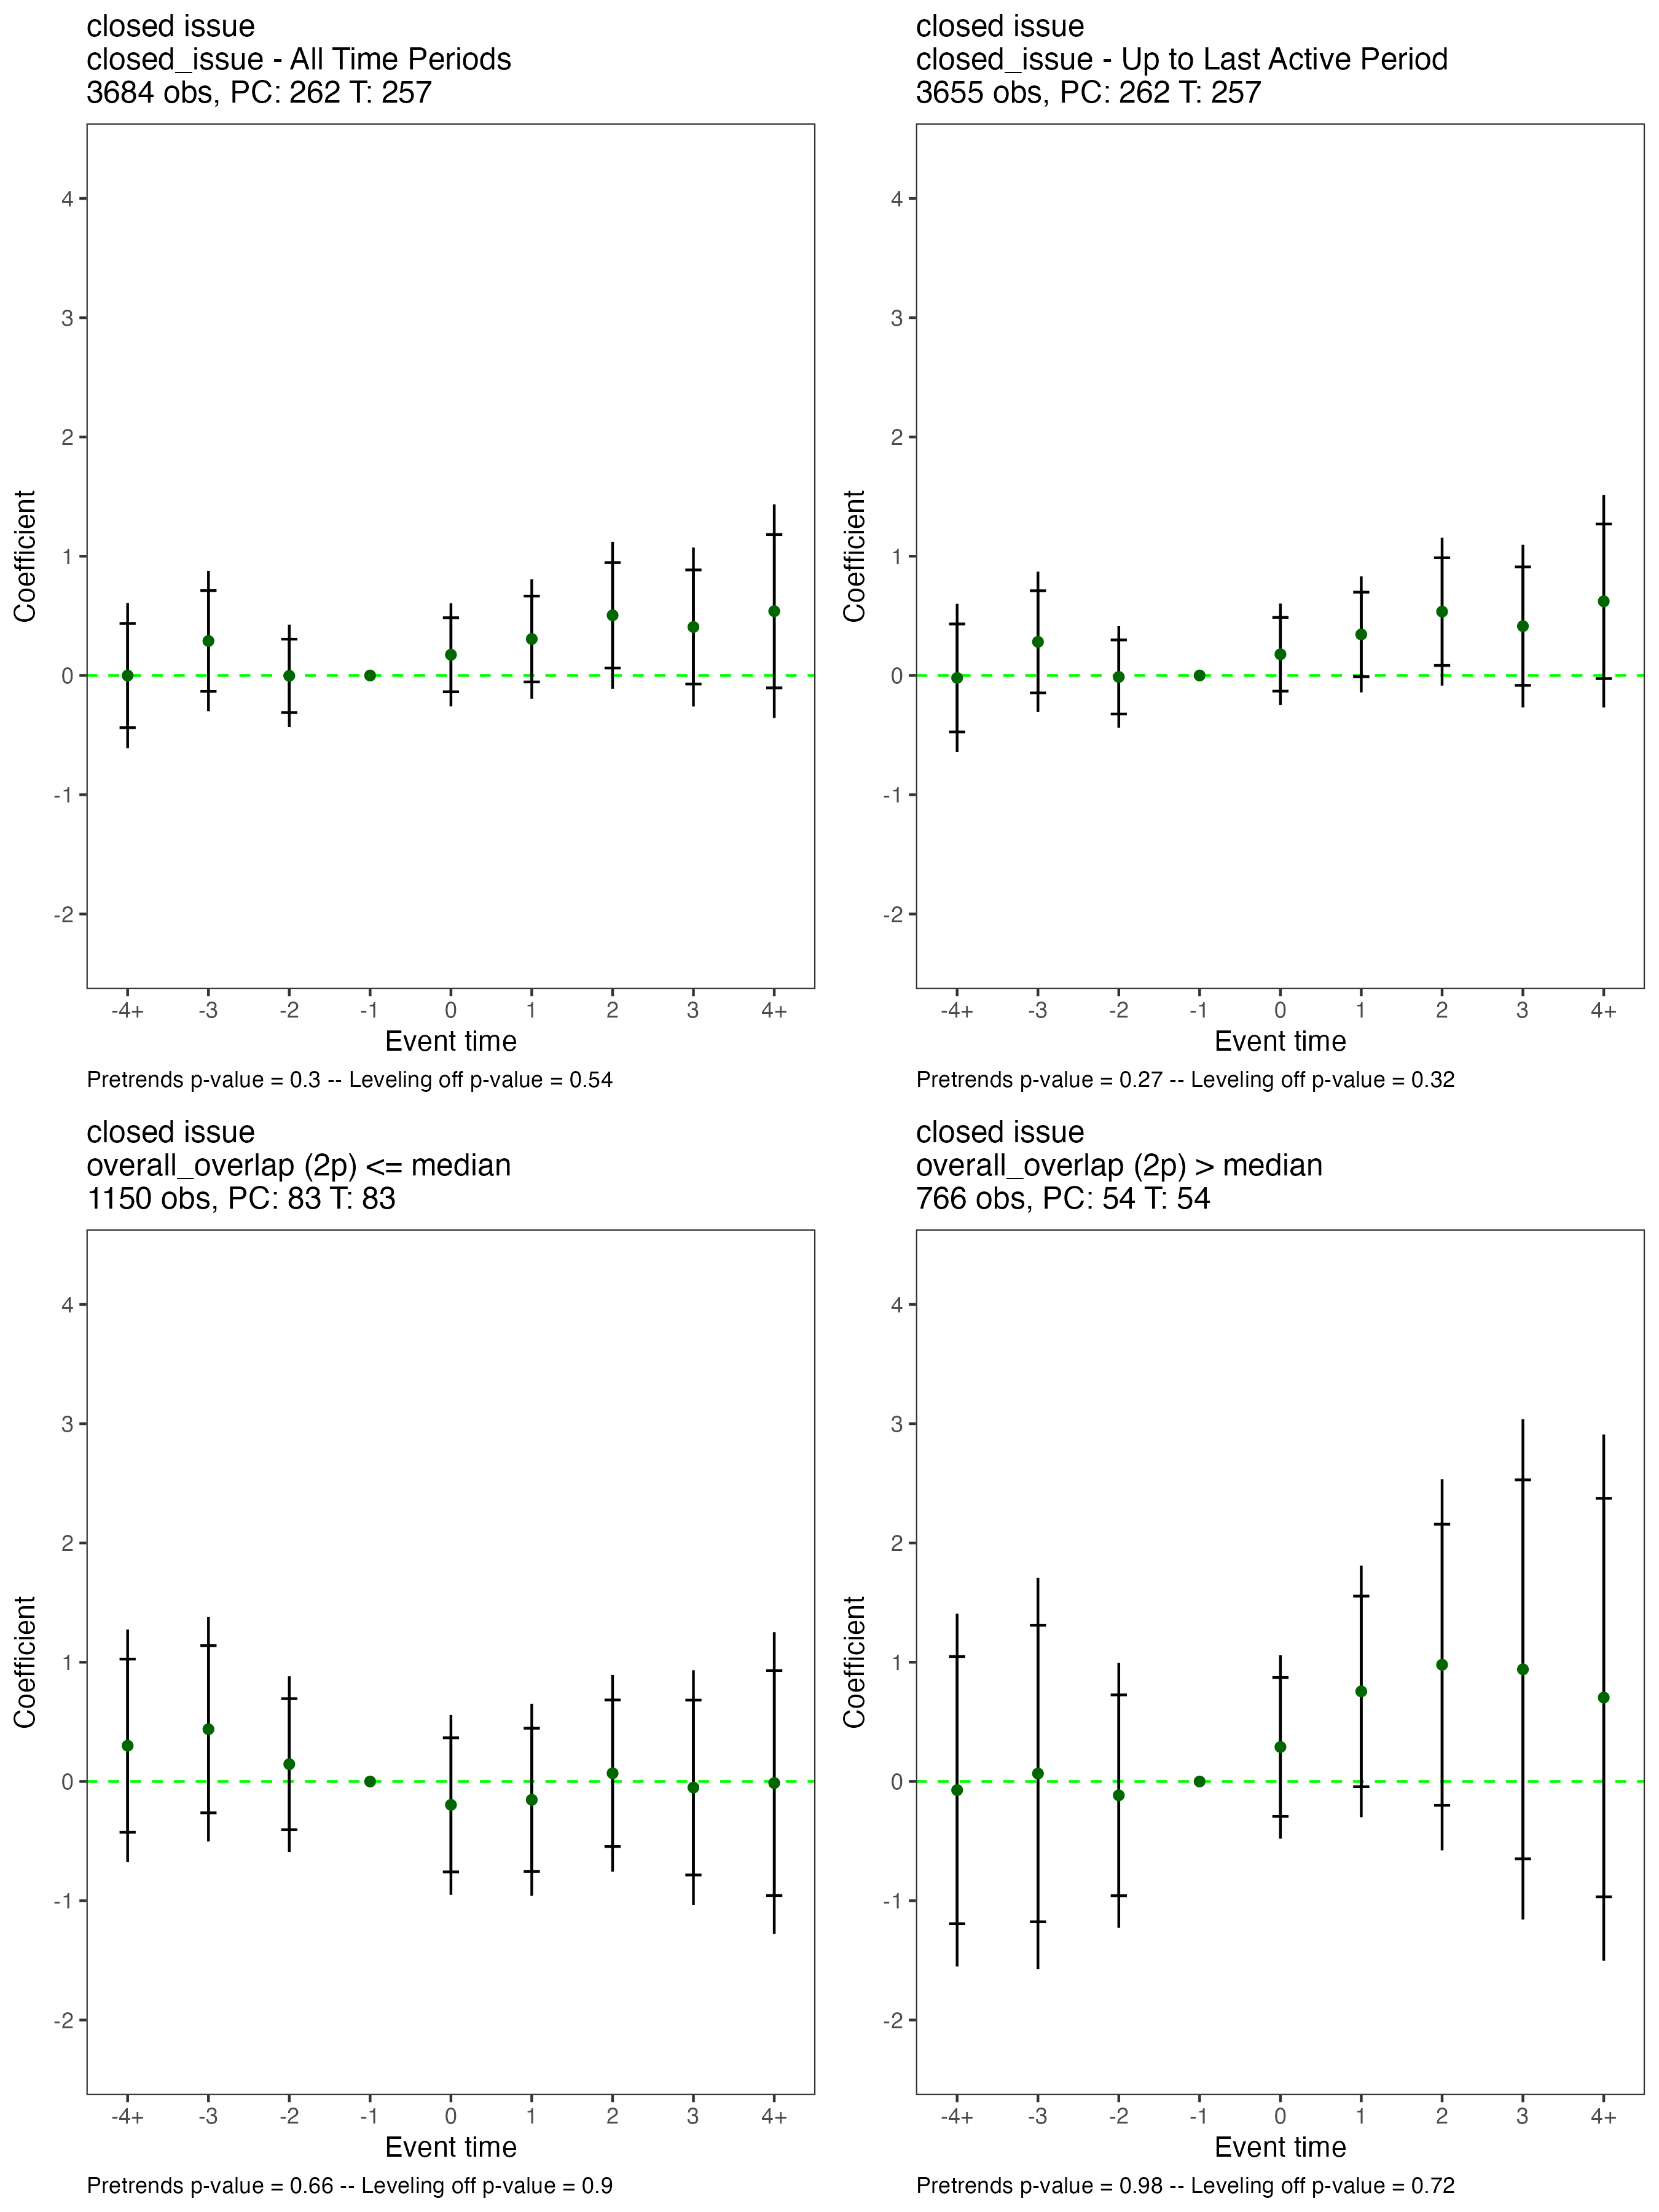 closed issue
closed_issue - All Time Periods
3684 obs, PC: 262 T: 257
4
3
2
1
0
-1
-2
Coefficient
-4+ -3 -2 -1 0 1 2 3 4+
Event time
Pretrends p-value = 0.3 -- Leveling off p-value = 0.54
closed issue
closed_issue - Up to Last Active Period
3655 obs, PC: 262 T: 257
4
3
2
1
0
-1
-2
Coefficient
-4+ -3 -2 -1 0 1 2 3 4+
Event time
Pretrends p-value = 0.27 -- Leveling off p-value = 0.32
closed issue
overall_overlap (2p) <= median
1150 obs, PC: 83 T: 83
4
3
2
1
0
-1
-2
Coefficient
-4+ -3 -2 -1 0 1 2 3 4+
Event time
Pretrends p-value = 0.66 -- Leveling off p-value = 0.9
closed issue
overall_overlap (2p) > median
766 obs, PC: 54 T: 54
4
3
2
1
0
-1
-2
Coefficient
-4+ -3 -2 -1 0 1 2 3 4+
Event time
Pretrends p-value = 0.98 -- Leveling off p-value = 0.72